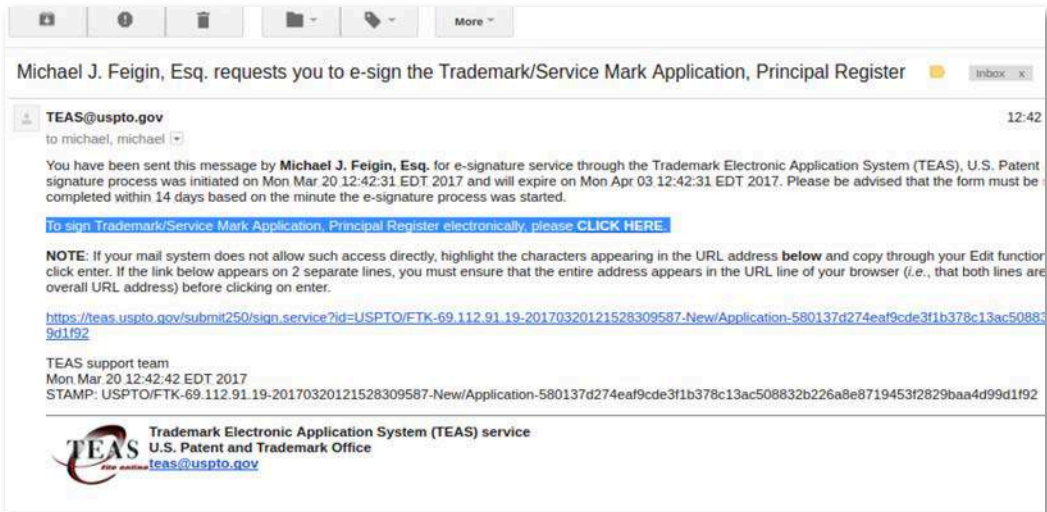 More
Michael J. Feigin, Esq. requests you to e-sign the Trademark/Service Mark Application, Principal Register
Inbox x
TEAS@uspto.gov 12:42
to michael, michael
You have been sent this message by Michael J. Feigin, Esq. for e-signature service through the Trademark Electronic Application System (TEAS), U.S. Patent
signature process was initiated on Mon Mar 20 12:42:31 EDT 2017 and will expire on Mon Apr 03 12:42:31 EDT 2017. Please be advised that the form must be
completed within 14 days based on the minute the e-signature process was started.
To sign Trademark/Service Mark Application, Principal Register electronically, please CLICK HERE.
NOTE: If your mail system does not allow such access directly, highlight the characters appearing in the URL address below and copy through your Edit function
click enter. If the link below appears on 2 separate lines, you must ensure that the entire address appears in the URL line of your browser (i.e., that both lines are
overall URL address) before clicking on enter.
https://teas.uspto.gov/submit250/sign.service?id=USPTO/FTK-69.112.91.19-20170320121528309587-New/Application-580137d274eaf9cde3f1b378c13ac50883
9d1f92
TEAS support team
Mon Mar 20 12:42:42 EDT 2017
STAMP: USPTO/FTK-69.112.91.19-20170320121528309587-New/Application-580137d274eaf9cde3f1b378c13ac508832b226a8e8719453f2829baa4d99d1f92
TEAS
file online
Trademark Electronic Application System (TEAS) service
U.S. Patent and Trademark Office
teas@uspto.gov